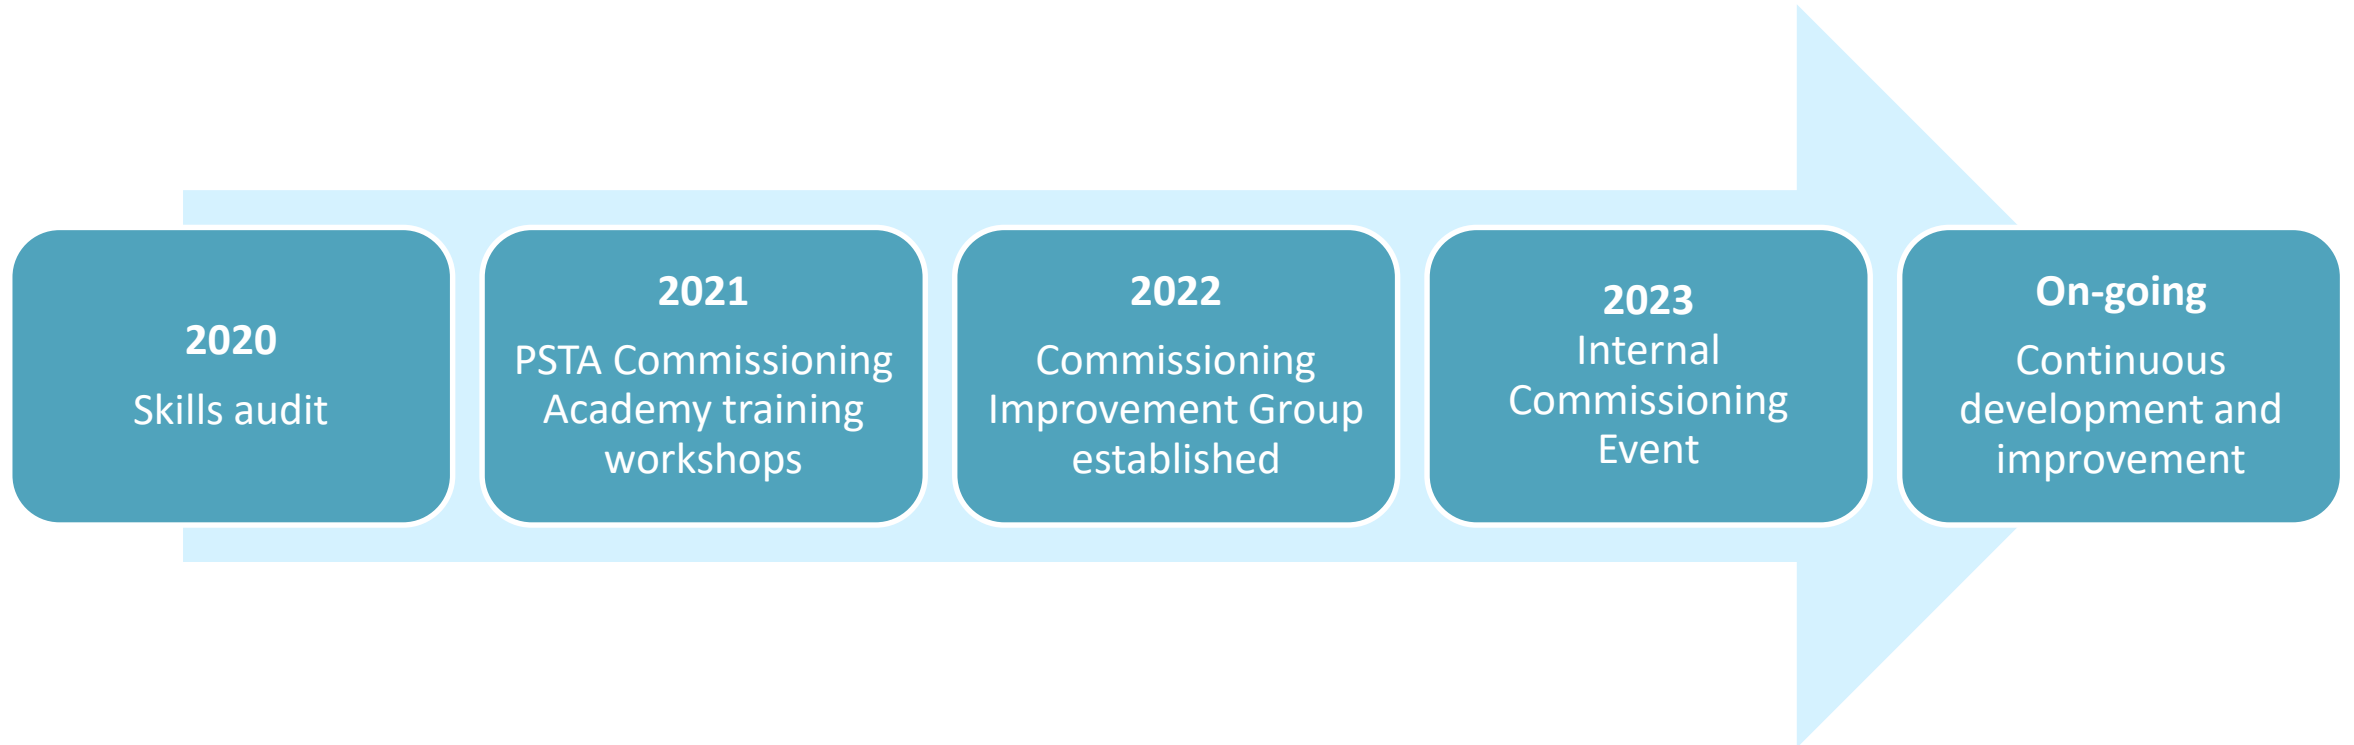 2020
Skills audit
2021
PSTA Commissioning
Academy training
workshops
2022
Commissioning
Improvement Group
established
2023
Internal
Commissioning
Event
On-going
Continuous
development and
improvement